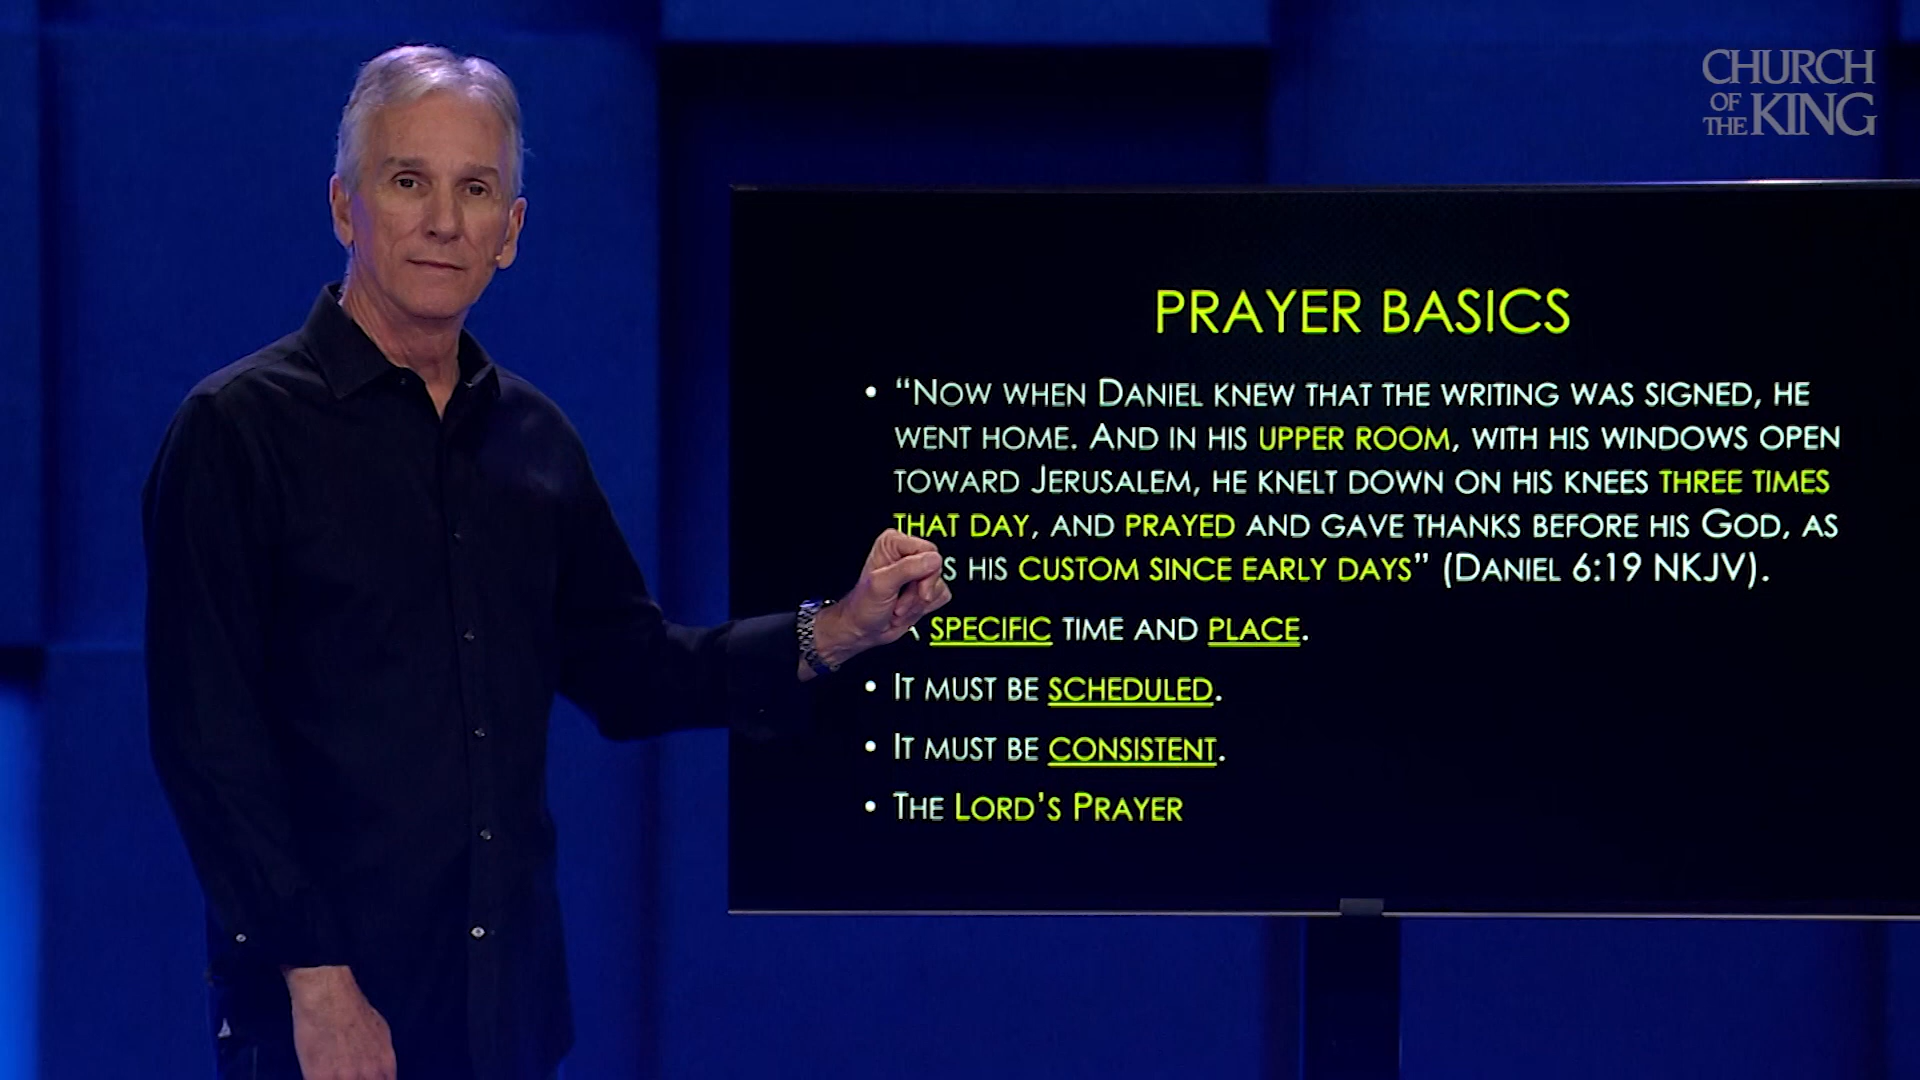 CHURCH
OF
THE KING
PRAYER BASICS
• “NOW WHEN DANIEL KNEW THAT THE WRITING WAS SIGNED, HE
WENT HOME. AND IN HIS UPPER ROOM, WITH HIS WINDOWS OPEN
TOWARD JERUSALEM, HE KNELT DOWN ON HIS KNEES THREE TIMES
THAT DAY, AND PRAYED AND GAVE THANKS BEFORE HIS GOD, AS
HIS CUSTOM SINCE EARLY DAYS” (DANIEL 6:19 NKJV).
SPECIFIC TIME AND PLACE.
• IT MUST BE SCHEDULED.
• IT MUST BE CONSISTENT.
• THE LORD’S PRAYER